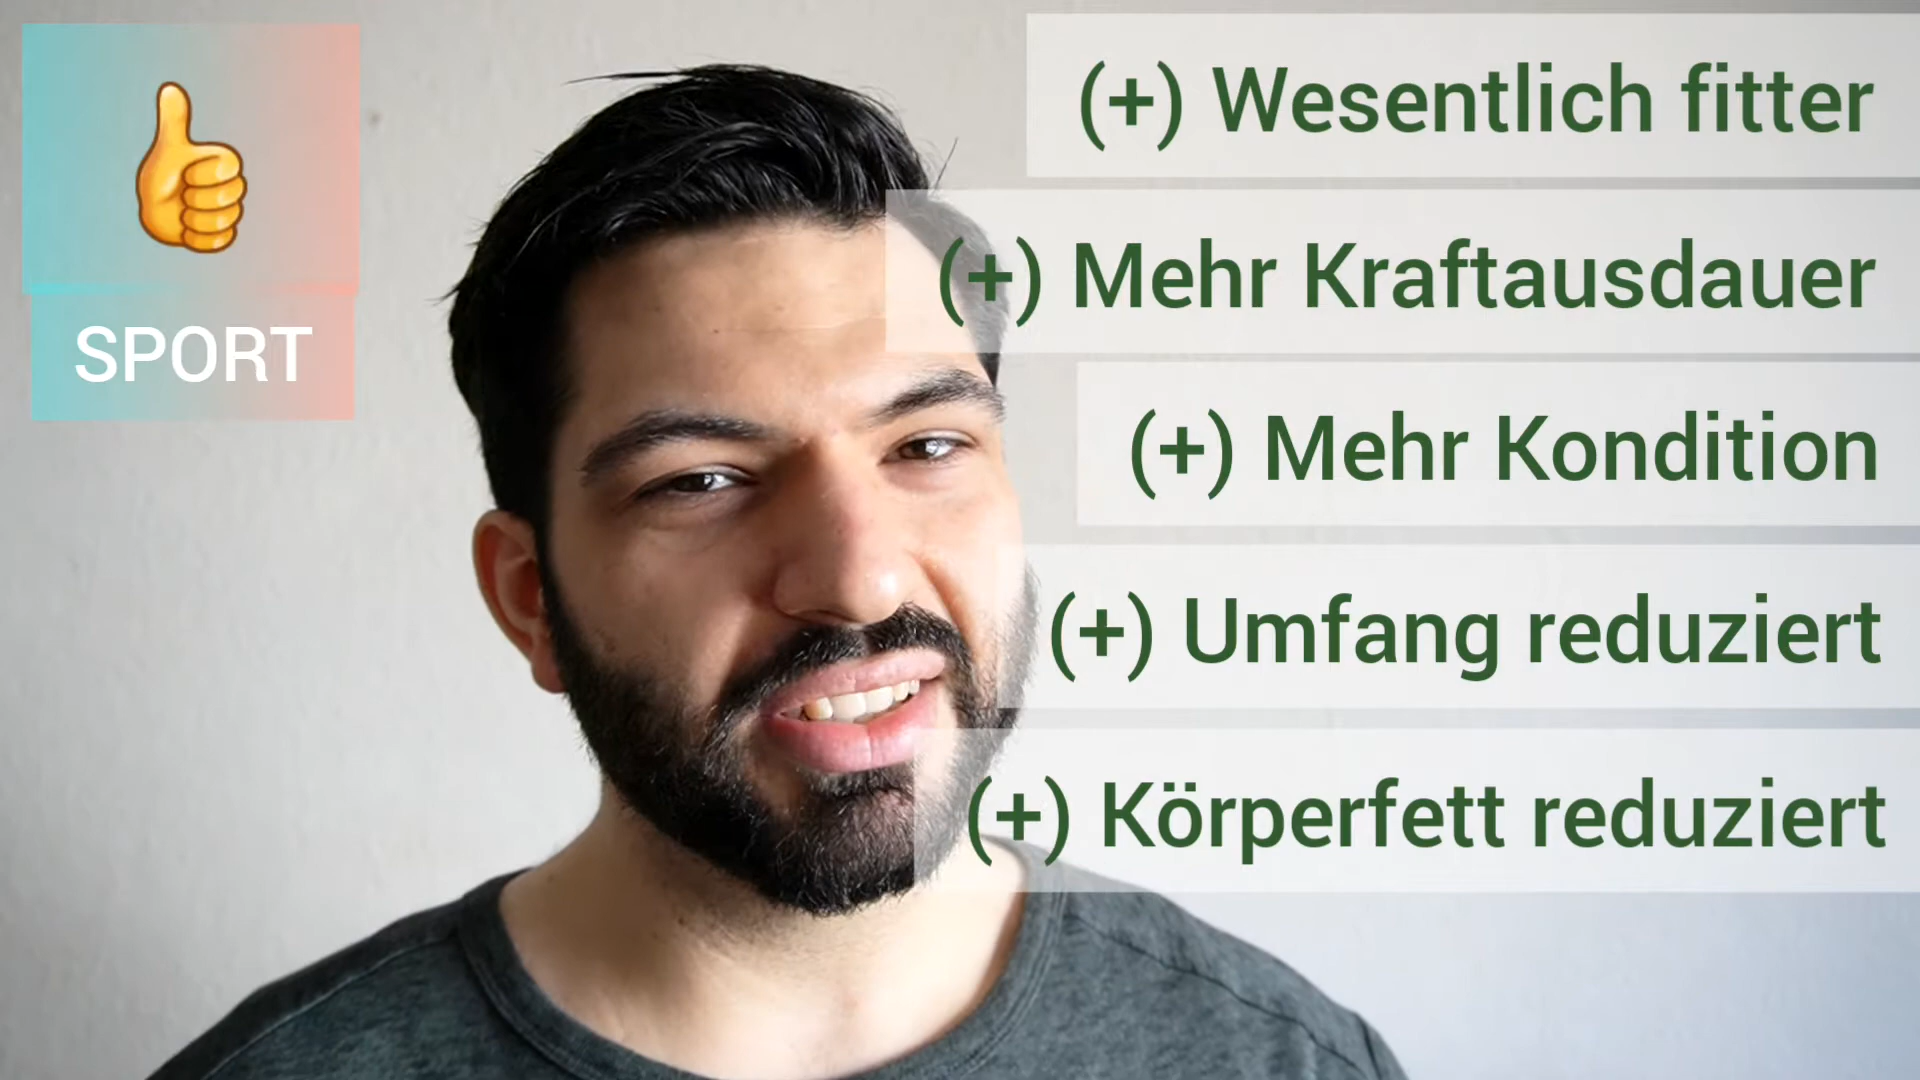 SPORT
(+) Wesentlich fitter
(+) Mehr Kraftausdauer
(+) Mehr Kondition
(+) Umfang reduziert
(+) Körperfett reduziert